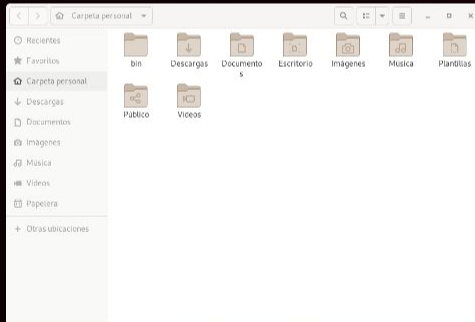 Carpeta personal
Recientes
Favoritos
Carpeta personal
Descargas
Documentos
Imágenes
Música
Vídeos
Papelera
Otras ubicaciones
bin
Descargas
Documento
s
Escritorio
Imágenes
Música
Plantillas
Público
Vídeos